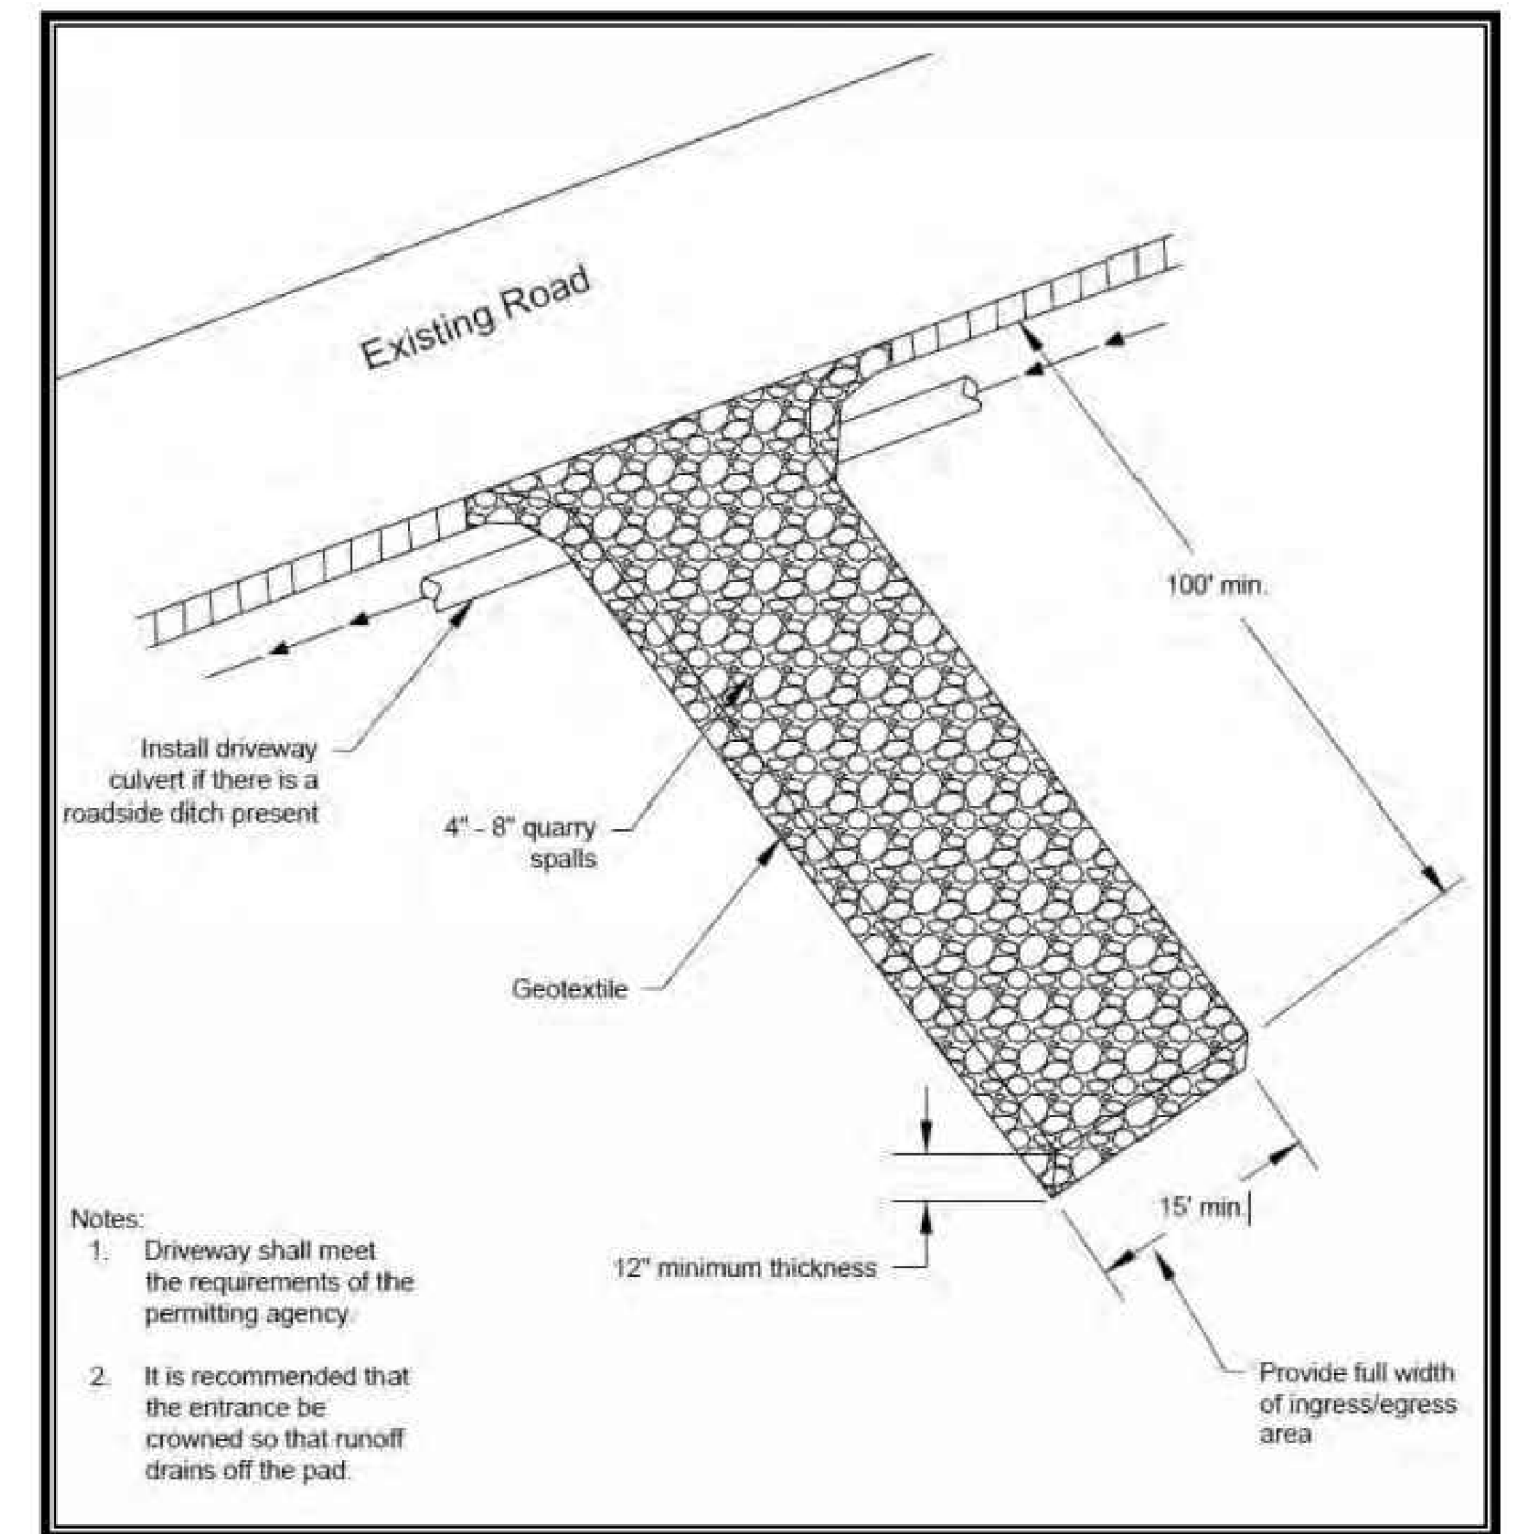 Existing Road
100' min.
Install driveway
culvert if there is a
roadside ditch present
4" - 8" quarry
spalls
Geotextile
15' min.
12" minimum thickness
Provide full width
of ingress/egress
area
Notes:
1. Driveway shall meet
the requirements of the
permitting agency.
2. It is recommended that
the entrance be
crowned so that runoff
drains off the pad.